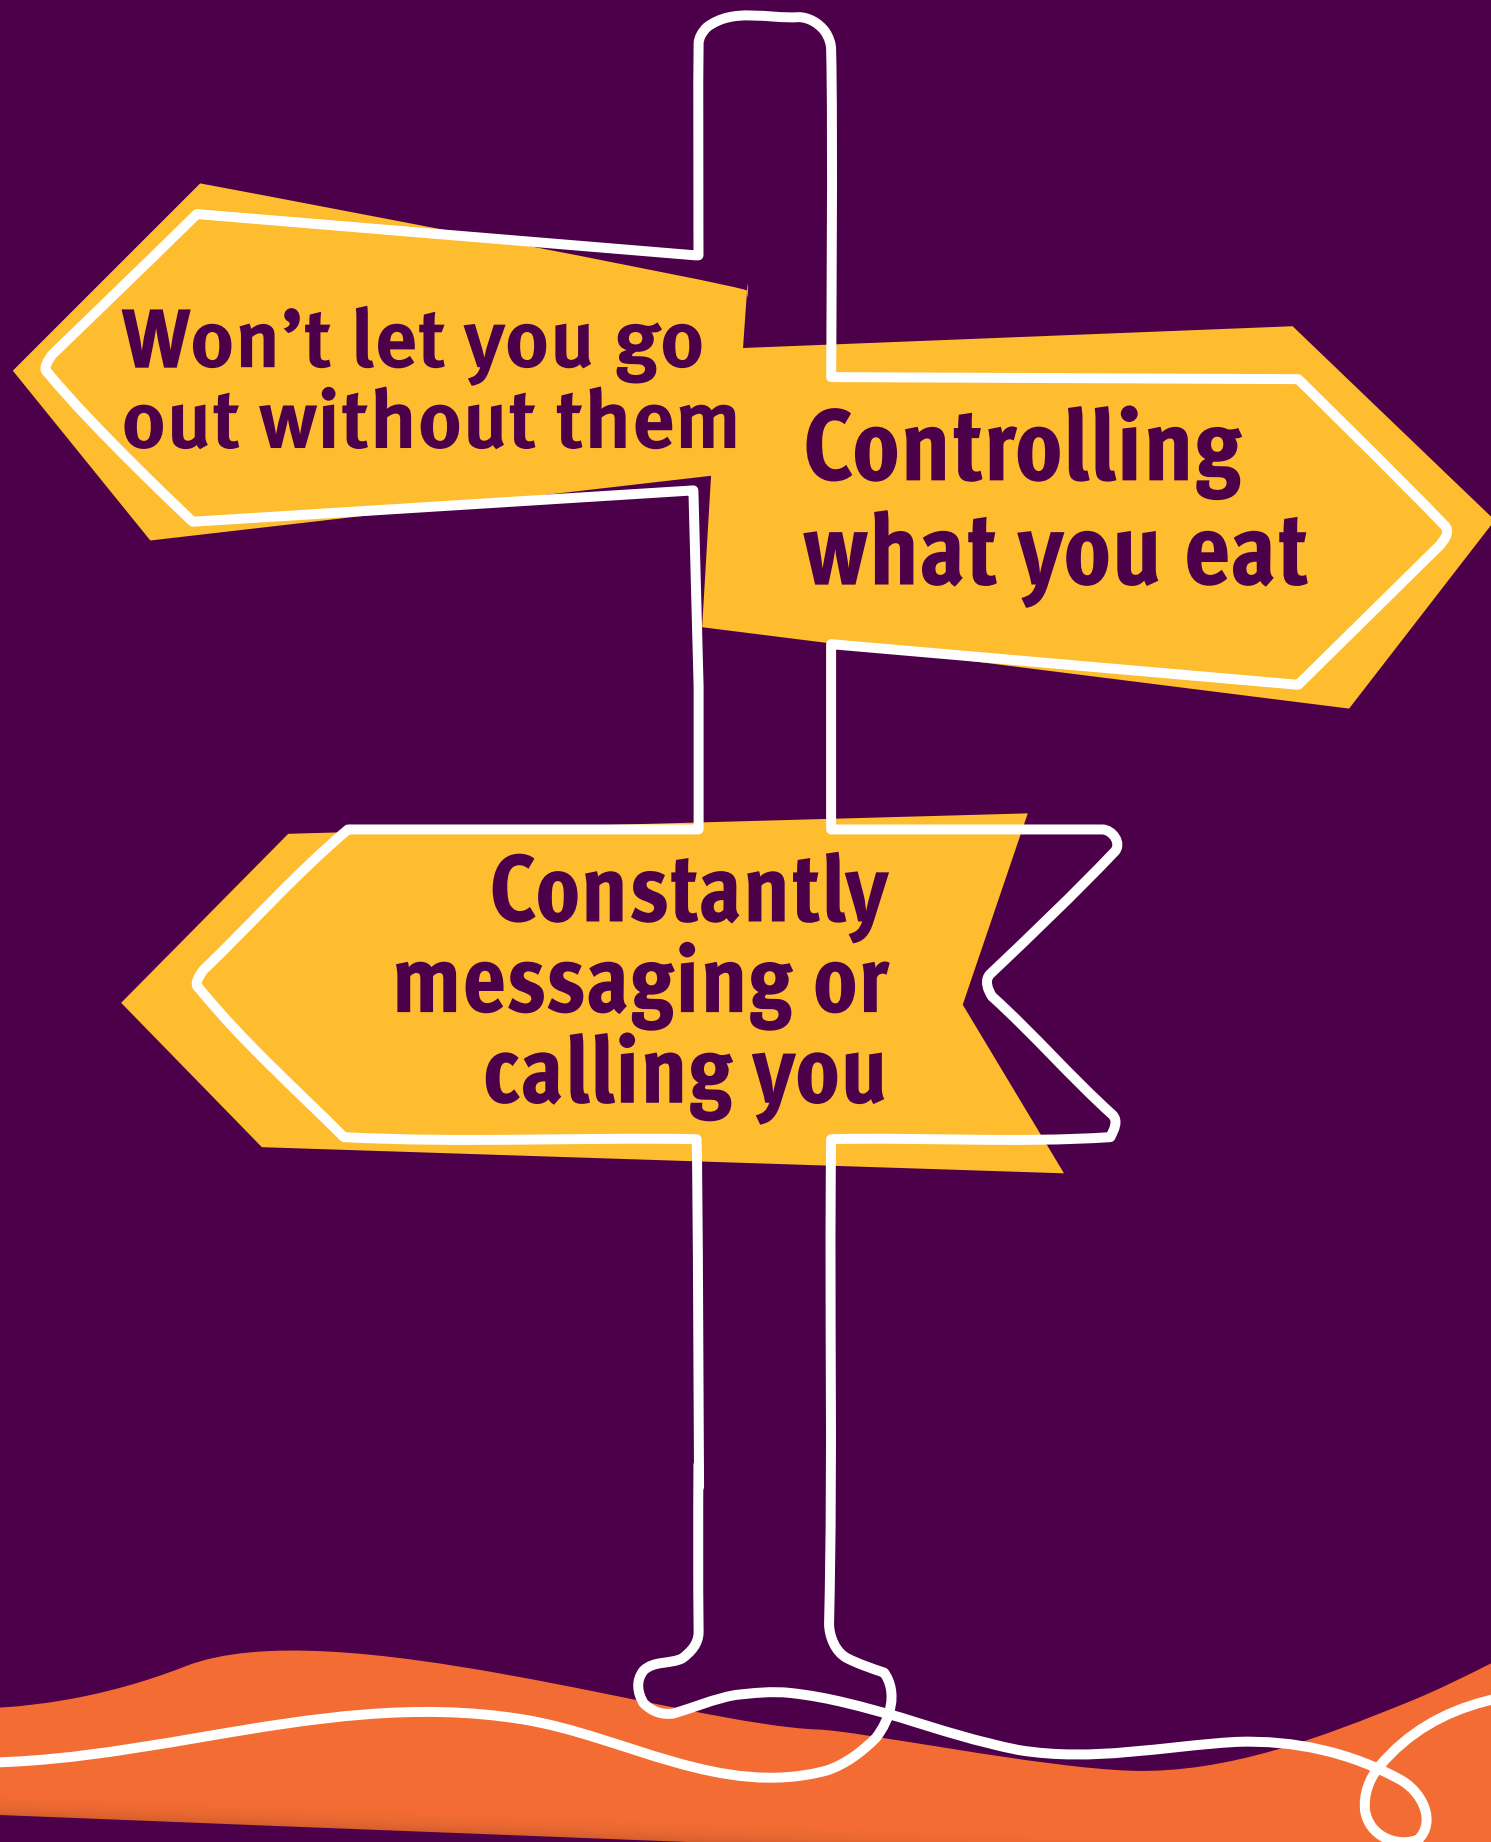 Won’t let you go
out without them
Controlling
what you eat
Constantly
messaging or
calling you